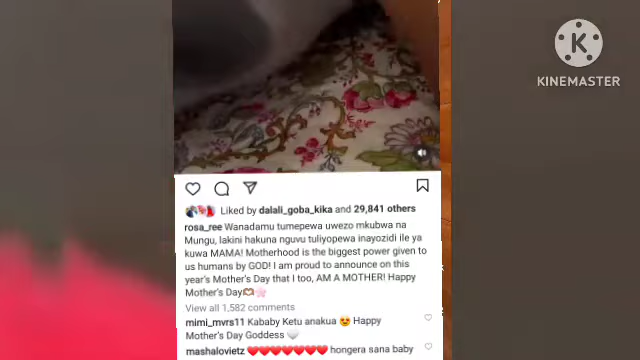 KINEMASTER
Liked by dalali_goba_kika and 29,841 others
rosa_ree Wanadamu tumepewa uwezo mkubwa na
Mungu, lakini hakuna nguvu tuliyopewa inayozidi ile ya
kuwa MAMA! Motherhood is the biggest power given to
us humans by GOD! I am proud to announce on this
year's Mother's Day that I too, AM A MOTHER! Happy
Mother's Day🫶🏽🌸
View all 1,582 comments
mimi_mvrs11 Kababy Ketu anakua 😍 Happy
Mother's Day Goddess 🤍
mashalovietz ❤️❤️❤️❤️❤️❤️❤️❤️ hongera sana baby